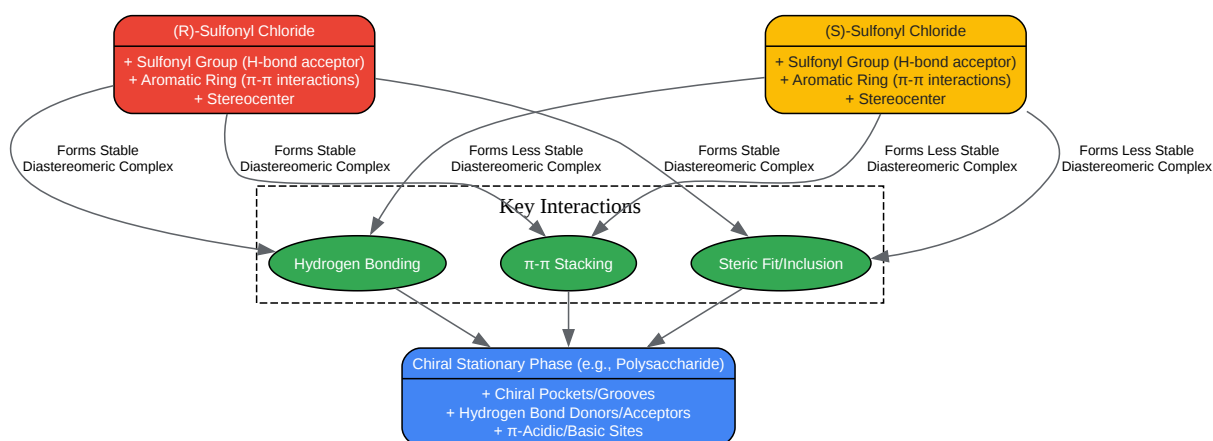 (R)-Sulfonyl Chloride
+ Sulfonyl Group (H-bond acceptor)
+ Aromatic Ring (π-π interactions)
+ Stereocenter
(S)-Sulfonyl Chloride
+ Sulfonyl Group (H-bond acceptor)
+ Aromatic Ring (π-π interactions)
+ Stereocenter
Forms Stable
Diastereomeric Complex
Forms Stable
Diastereomeric Complex
Forms Less Stable
Diastereomeric Complex
Forms Stable
Diastereomeric Complex
Forms Less Stable
Diastereomeric Complex
Forms Less Stable
Diastereomeric Complex
Key Interactions
Hydrogen Bonding
π-π Stacking
Steric Fit/Inclusion
Chiral Stationary Phase (e.g., Polysaccharide)
+ Chiral Pockets/Grooves
+ Hydrogen Bond Donors/Acceptors
+ π-Acidic/Basic Sites